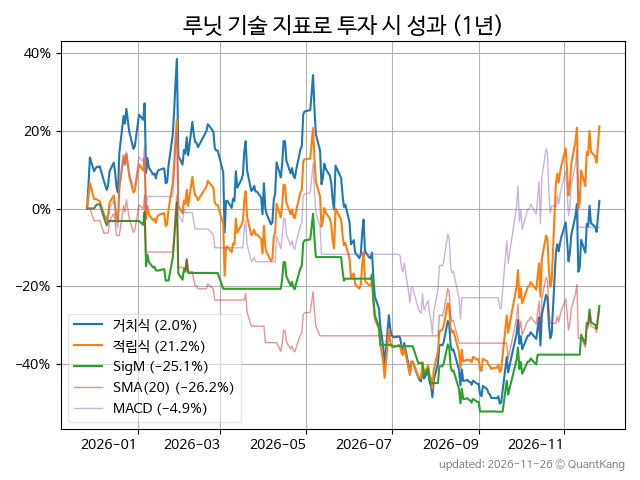 루닛 기술 지표로 투자 시 성과 (1년)
40%
20%
0%
−20%
−40%
거치식 (2.0%)
적립식 (21.2%)
SigM (−25.1%)
SMA(20) (−26.2%)
MACD (−4.9%)
2026-01 2026-03 2026-05 2026-07 2026-09 2026-11
updated: 2026-11-26 ⓒ QuantKang